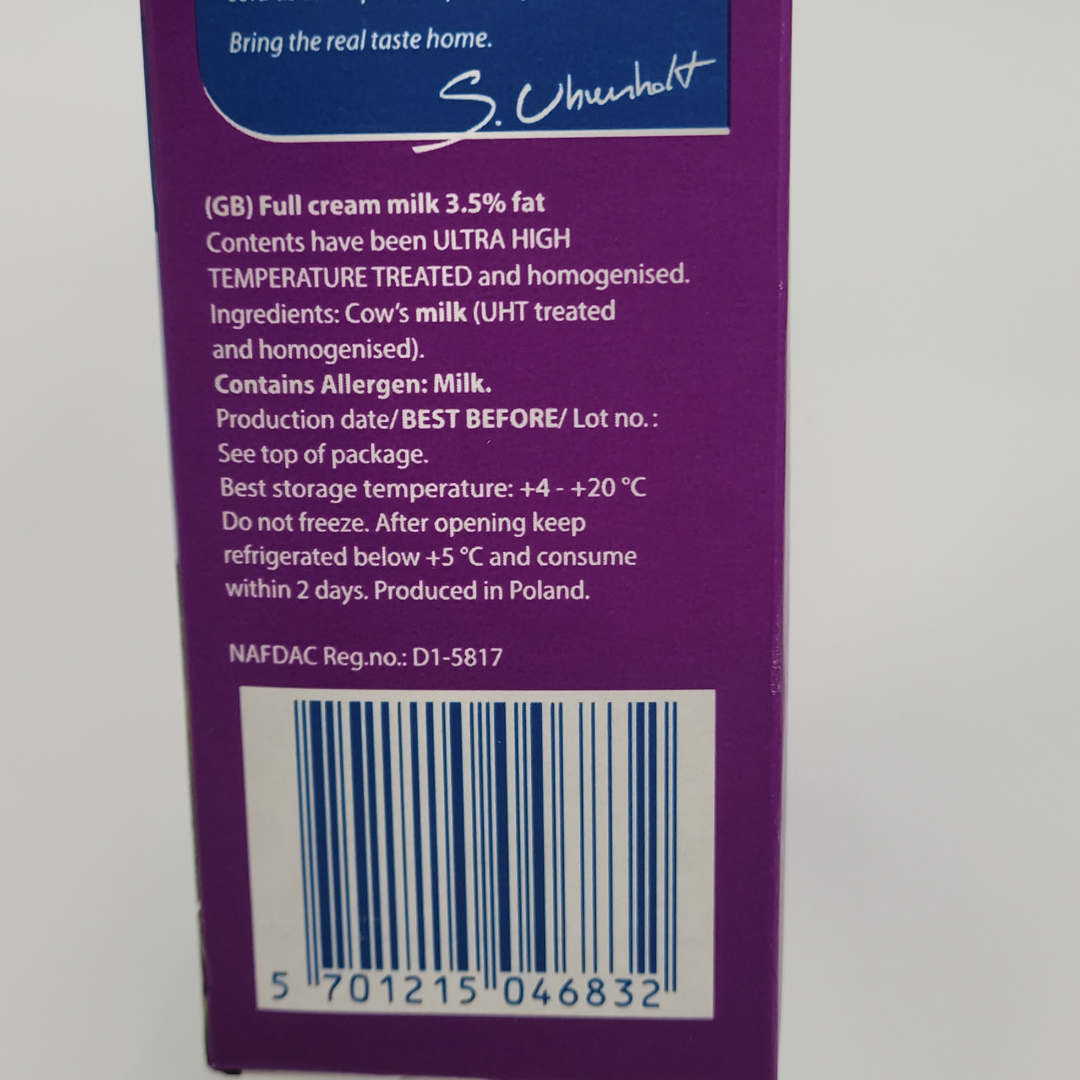 Bring the real taste home.
S. Uhrenholt
(GB) Full cream milk 3.5% fat
Contents have been ULTRA HIGH
TEMPERATURE TREATED and homogenised.
Ingredients: Cow's milk (UHT treated
and homogenised).
Contains Allergen: Milk.
Production date/BEST BEFORE/ Lot no.:
See top of package.
Best storage temperature: +4 - +20 °C
Do not freeze. After opening keep
refrigerated below +5 °C and consume
within 2 days. Produced in Poland.
NAFDAC Reg.no.: D1-5817
5 701215 046832